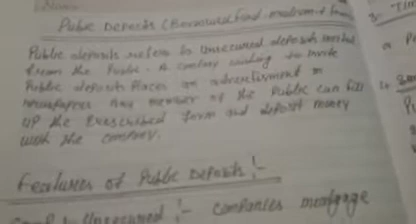 Public Deposits (Borrowed Fund - medium
Public deposits refers to Unsecured deposits invited
from the Public. A company wishing to invite
Public deposits Places an advertisement in
newspapers. Any member of the Public can fill
up the Prescribed form and deposit money
with the company.
Features of Public Deposits :-
Unsecured :- companies mortgage